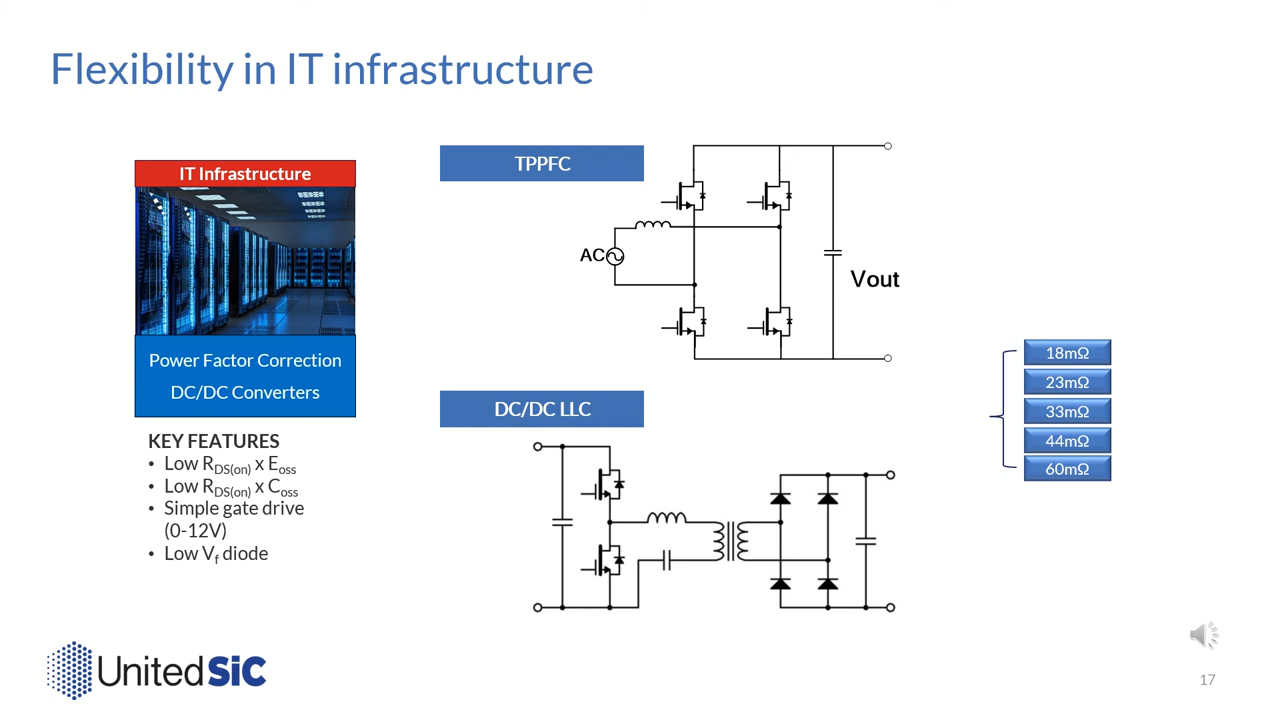 Flexibility in IT infrastructure
IT Infrastructure
Power Factor Correction
DC/DC Converters
KEY FEATURES
• Low RDS(on) x Eoss
• Low RDS(on) x Coss
• Simple gate drive
(0-12V)
• Low Vf diode
TPPFC
AC
Vout
DC/DC LLC
18mΩ
23mΩ
33mΩ
44mΩ
60mΩ
UnitedSiC
17